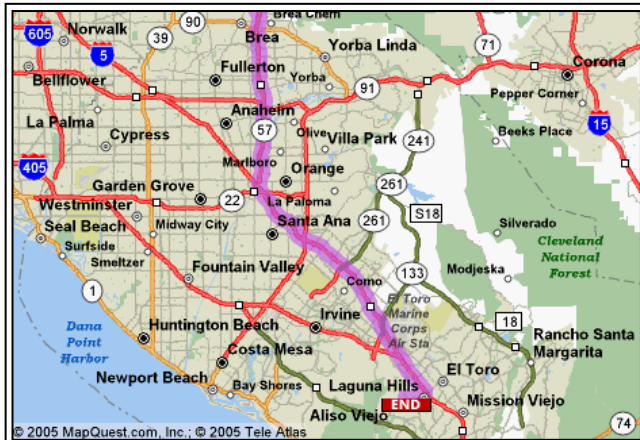 Norwalk
90
Brea Chem
605
39
Brea
5
Yorba Linda
71
Bellflower
Fullerton
Yorba
Corona
91
La Palma
Anaheim
Pepper Corner
57
Olive
Villa Park
15
Cypress
241
Beeks Place
Marlboro
405
Orange
Garden Grove
22
La Paloma
261
Westminster
S18
Seal Beach
Midway City
Santa Ana
261
Silverado
Surfside
Smeltzer
Cleveland
National
Forest
Fountain Valley
Como
133
Modjeska
1
El Toro
Marine
Corps
Air Sta
Dana
Point
Harbor
Huntington Beach
Irvine
18
Rancho Santa
Margarita
Costa Mesa
El Toro
Newport Beach
Bay Shores
Laguna Hills
END
Mission Viejo
Aliso Viejo
74
© 2005 MapQuest.com, Inc.; © 2005 Tele Atlas